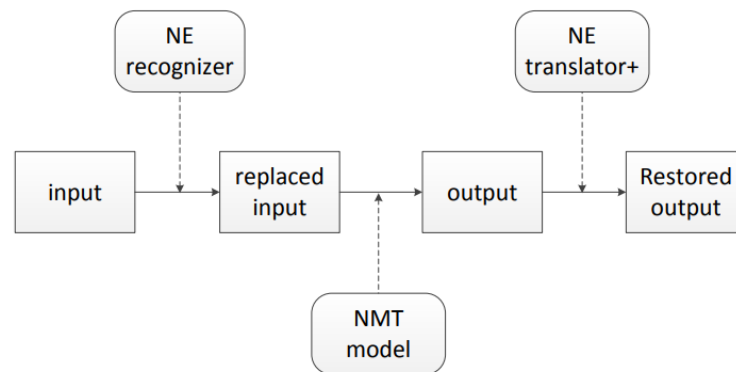 NE
recognizer
NE
translator+
input
replaced
input
output
Restored
output
NMT
model